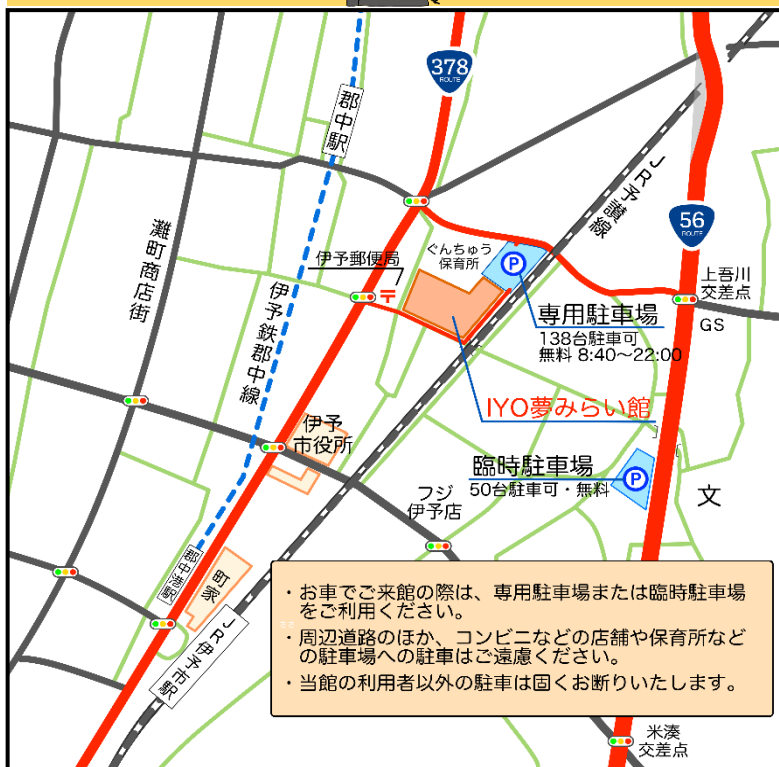 378
ROUTE
郡中駅
JR予讃線
56
ROUTE
灘町商店街
伊予郵便局
ぐんちゅう
保育所
P
上吾川
交差点
GS
伊予鉄郡中線
専用駐車場
138台駐車可
無料 8:40〜22:00
IYO夢みらい館
伊予
市役所
臨時駐車場
50台駐車可・無料
P
文
フジ
伊予店
郡中港駅
町家
JR伊予市駅
・お車でご来館の際は、専用駐車場または臨時駐車場
をご利用ください。
・周辺道路のほか、コンビニなどの店舗や保育所など
の駐車場への駐車はご遠慮ください。
・当館の利用者以外の駐車は固くお断りいたします。
米湊
交差点